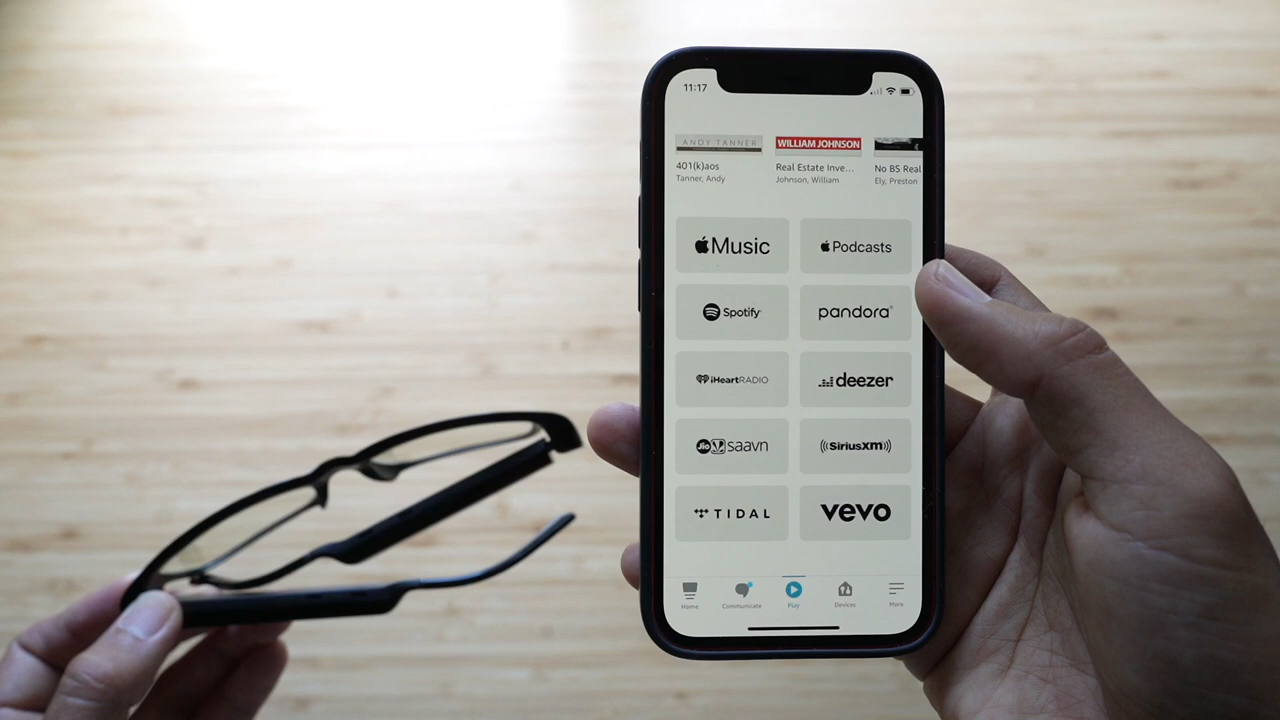 11:17
ANDY TANNER
WILLIAM JOHNSON
401(k)aos
Real Estate Inve...
No BS Real
Tanner, Andy
Johnson, William
Ely, Preston
Music
Podcasts
Spotify
pandora
iHeartRADIO
deezer
Jio saavn
SiriusXM
TIDAL
vevo
Home
Communicate
Play
Devices
More